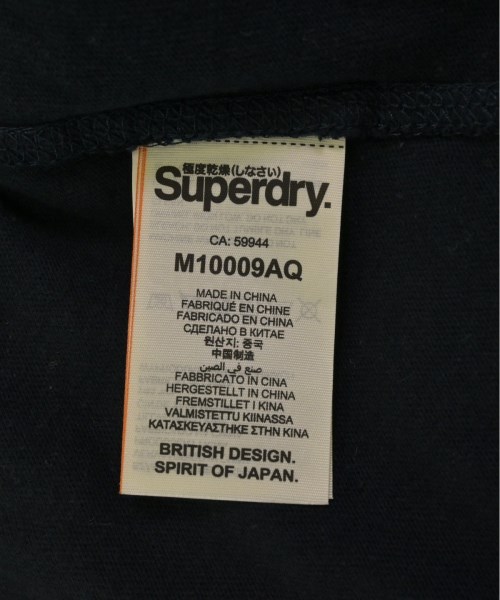 極度乾燥(しなさい)
Superdry.
CA: 59944
M10009AQ
MADE IN CHINA
FABRIQUÉ EN CHINE
FABRICADO EN CHINA
СДЕЛАНО В КИТАЕ
원산지: 중국
中国制造
صنع في الصين
FABBRICATO IN CINA
HERGESTELLT IN CHINA
FREMSTILLET I KINA
VALMISTETTU KIINASSA
ΚΑΤΑΣΚΕΥΑΣΤΗΚΕ ΣΤΗΝ ΚΙΝΑ
BRITISH DESIGN.
SPIRIT OF JAPAN.